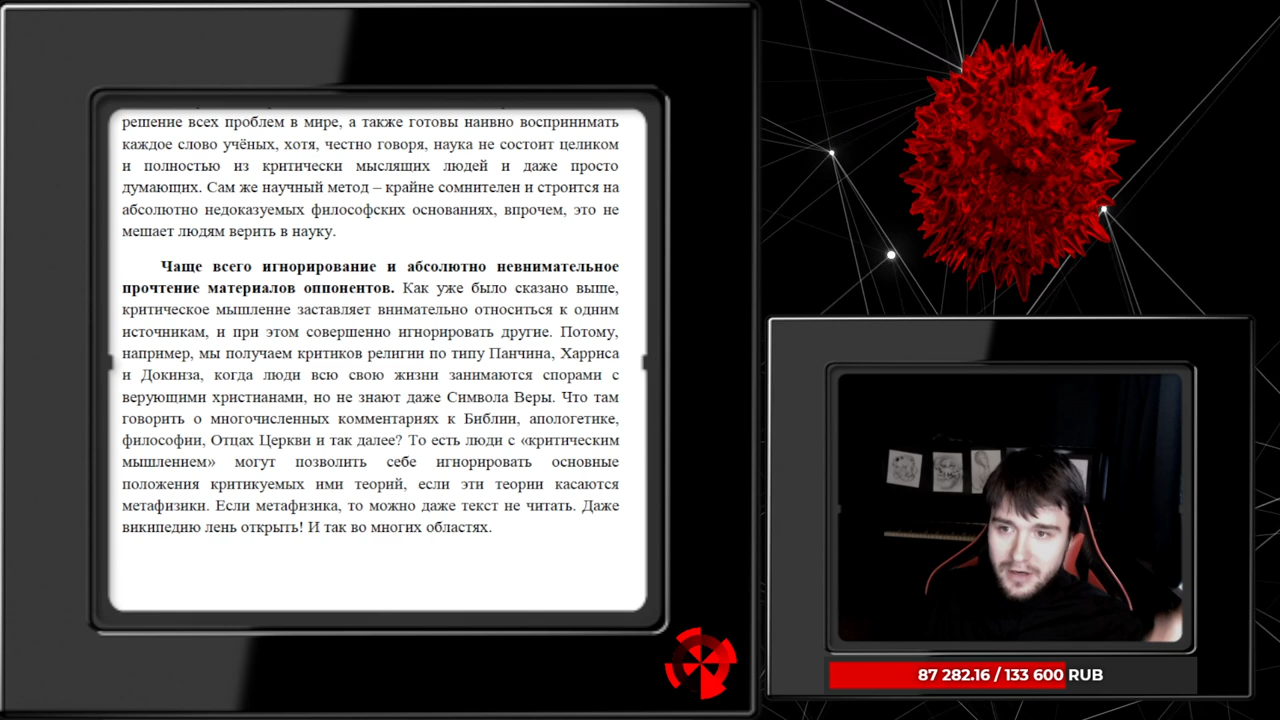 решение всех проблем в мире, а также готовы наивно воспринимать
каждое слово учёных, хотя, честно говоря, наука не состоит целиком
и полностью из критически мыслящих людей и даже просто
думающих. Сам же научный метод – крайне сомнителен и строится на
абсолютно недоказуемых философских основаниях, впрочем, это не
мешает людям верить в науку.
Чаще всего игнорирование и абсолютно невнимательное
прочтение материалов оппонентов. Как уже было сказано выше,
критическое мышление заставляет внимательно относиться к одним
источникам, и при этом совершенно игнорировать другие. Потому,
например, мы получаем критиков религии по типу Панчина, Харриса
и Докинза, когда люди всю свою жизни занимаются спорами с
верующими христианами, но не знают даже Символа Веры. Что там
говорить о многочисленных комментариях к Библии, апологетике,
философии, Отцах Церкви и так далее? То есть люди с «критическим
мышлением» могут позволить себе игнорировать основные
положения критикуемых ими теорий, если эти теории касаются
метафизики. Если метафизика, то можно даже текст не читать. Даже
википедию лень открыть! И так во многих областях.
87 282.16 / 133 600 RUB